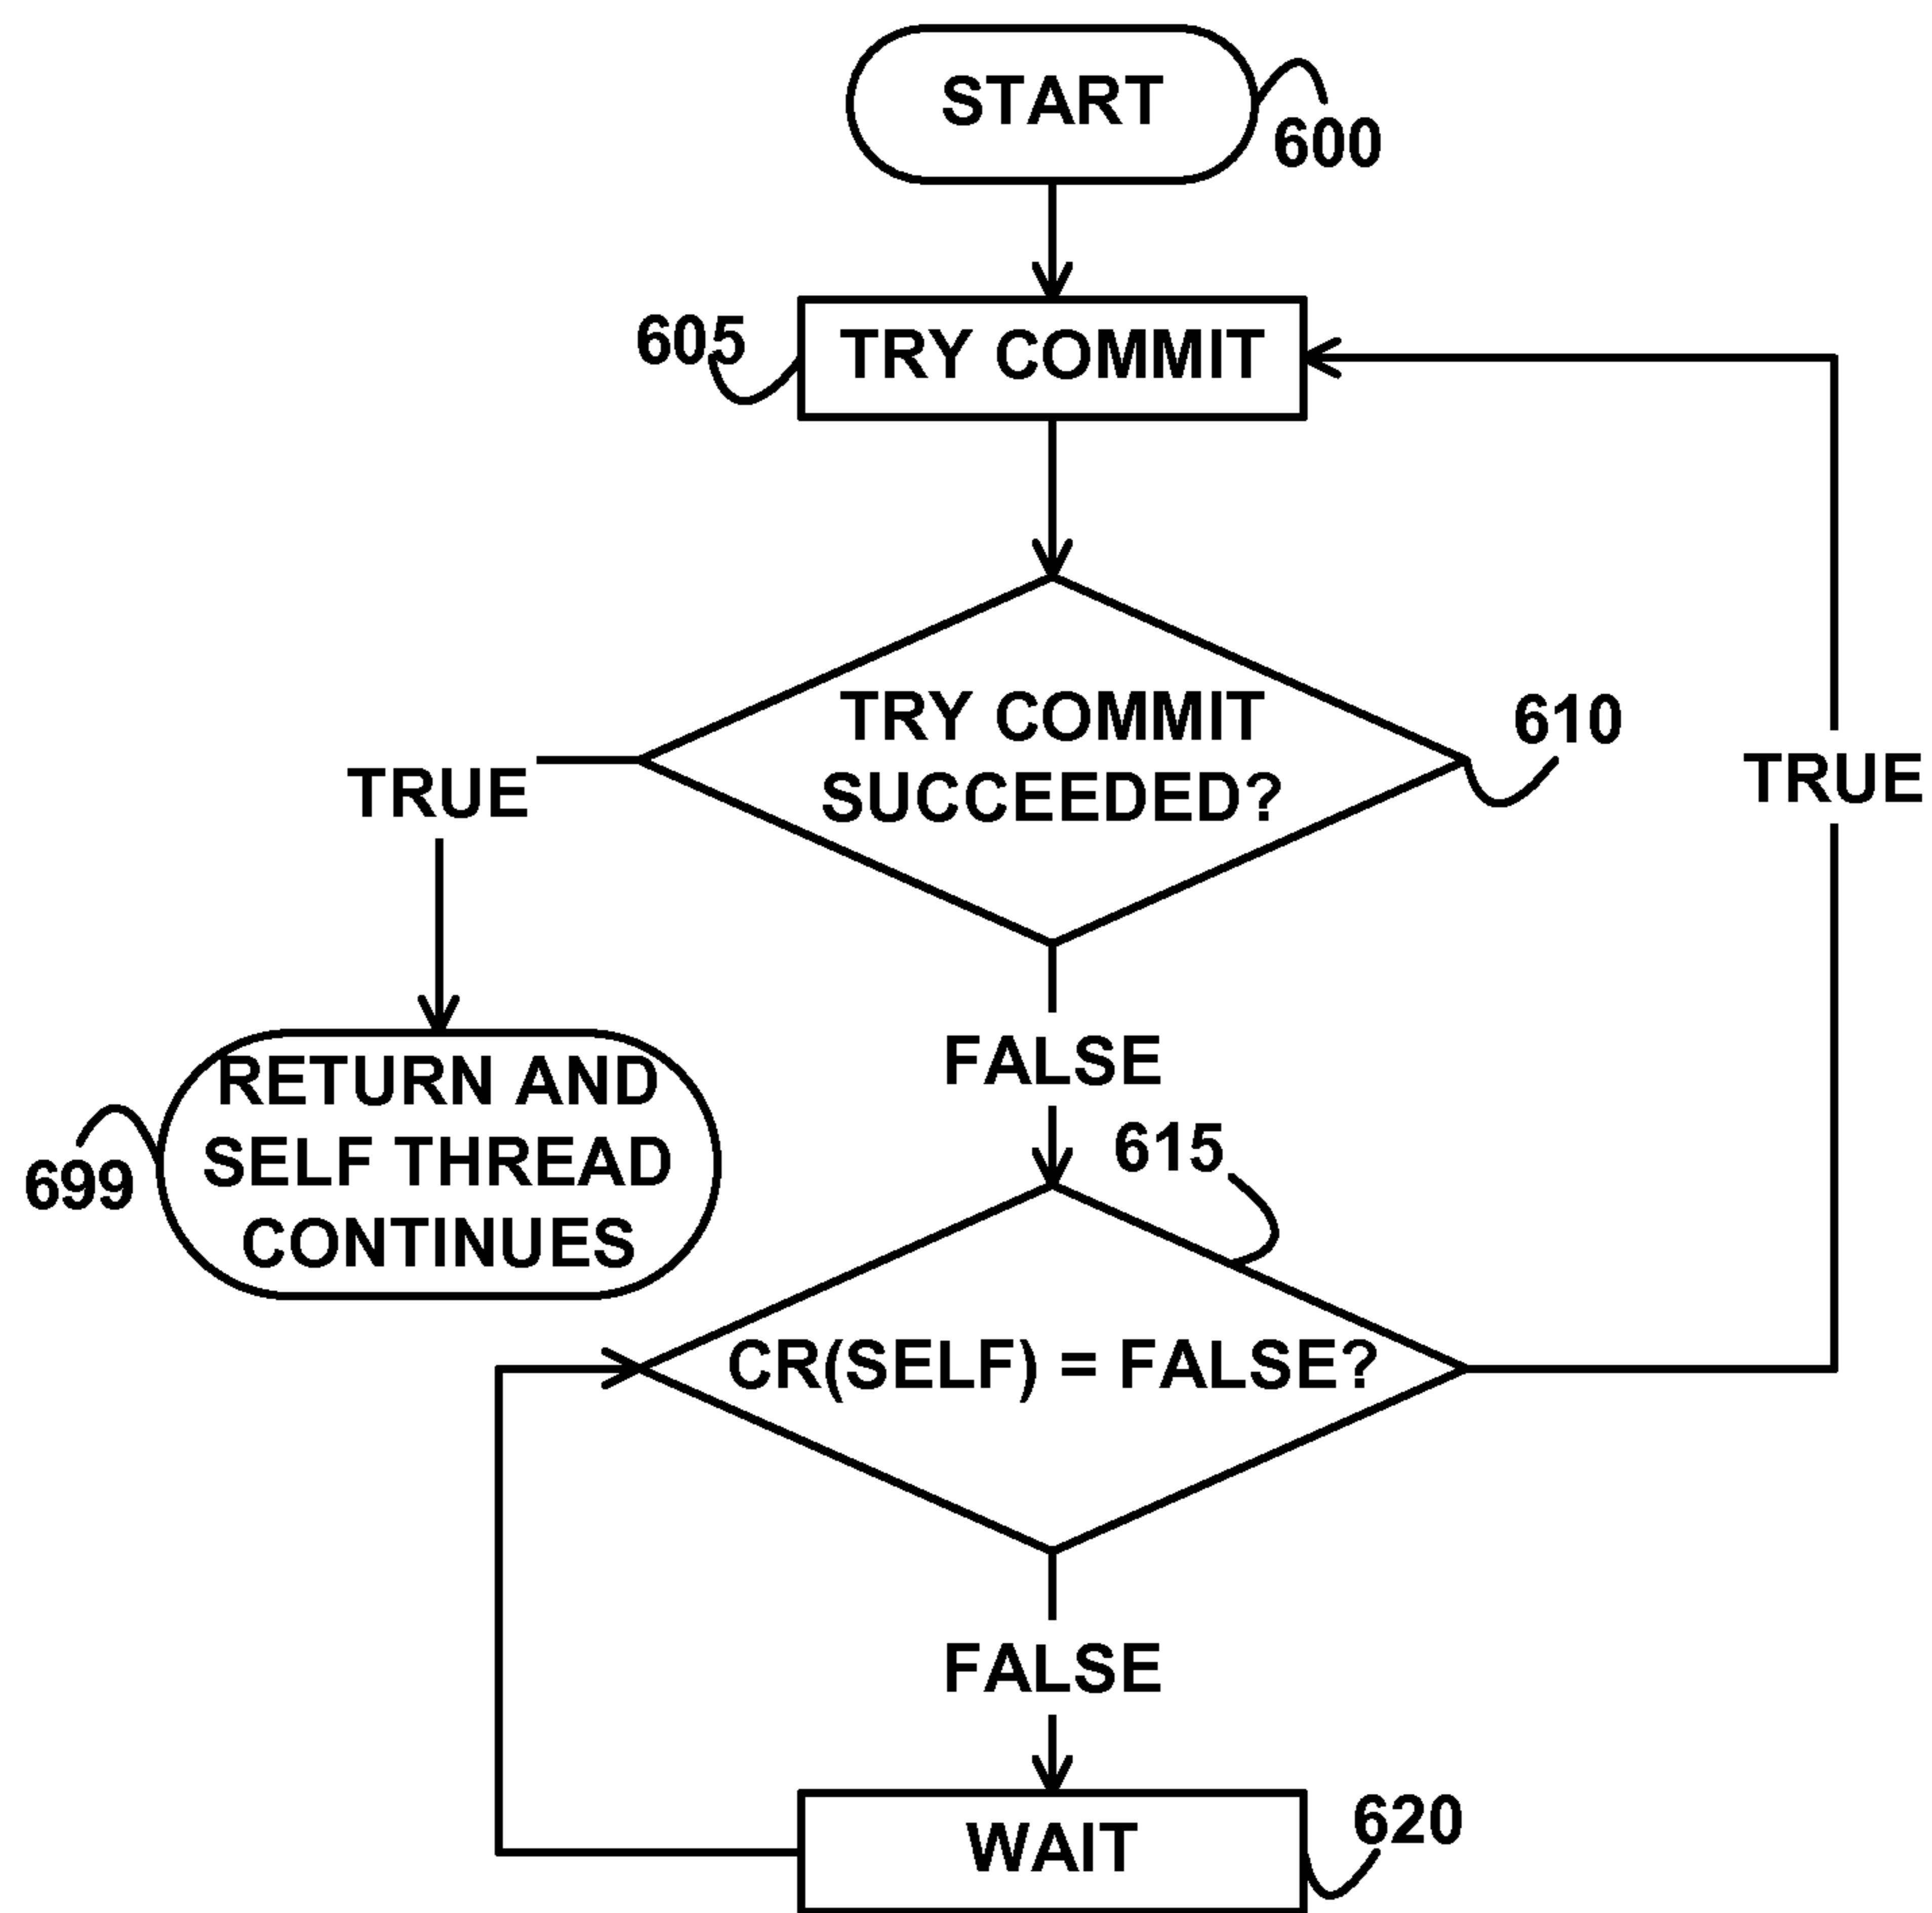 START
600
605
TRY COMMIT
TRY COMMIT
SUCCEEDED?
610
TRUE
TRUE
FALSE
RETURN AND
SELF THREAD
CONTINUES
699
615
CR(SELF) = FALSE?
FALSE
WAIT
620